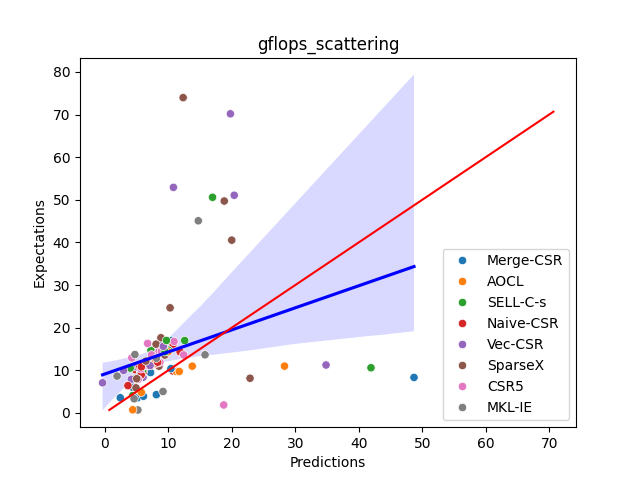 gflops_scattering
Expectations
80
70
60
50
40
30
20
10
0
0 10 20 30 40 50 60 70
Predictions
Merge-CSR
AOCL
SELL-C-s
Naive-CSR
Vec-CSR
SparseX
CSR5
MKL-IE